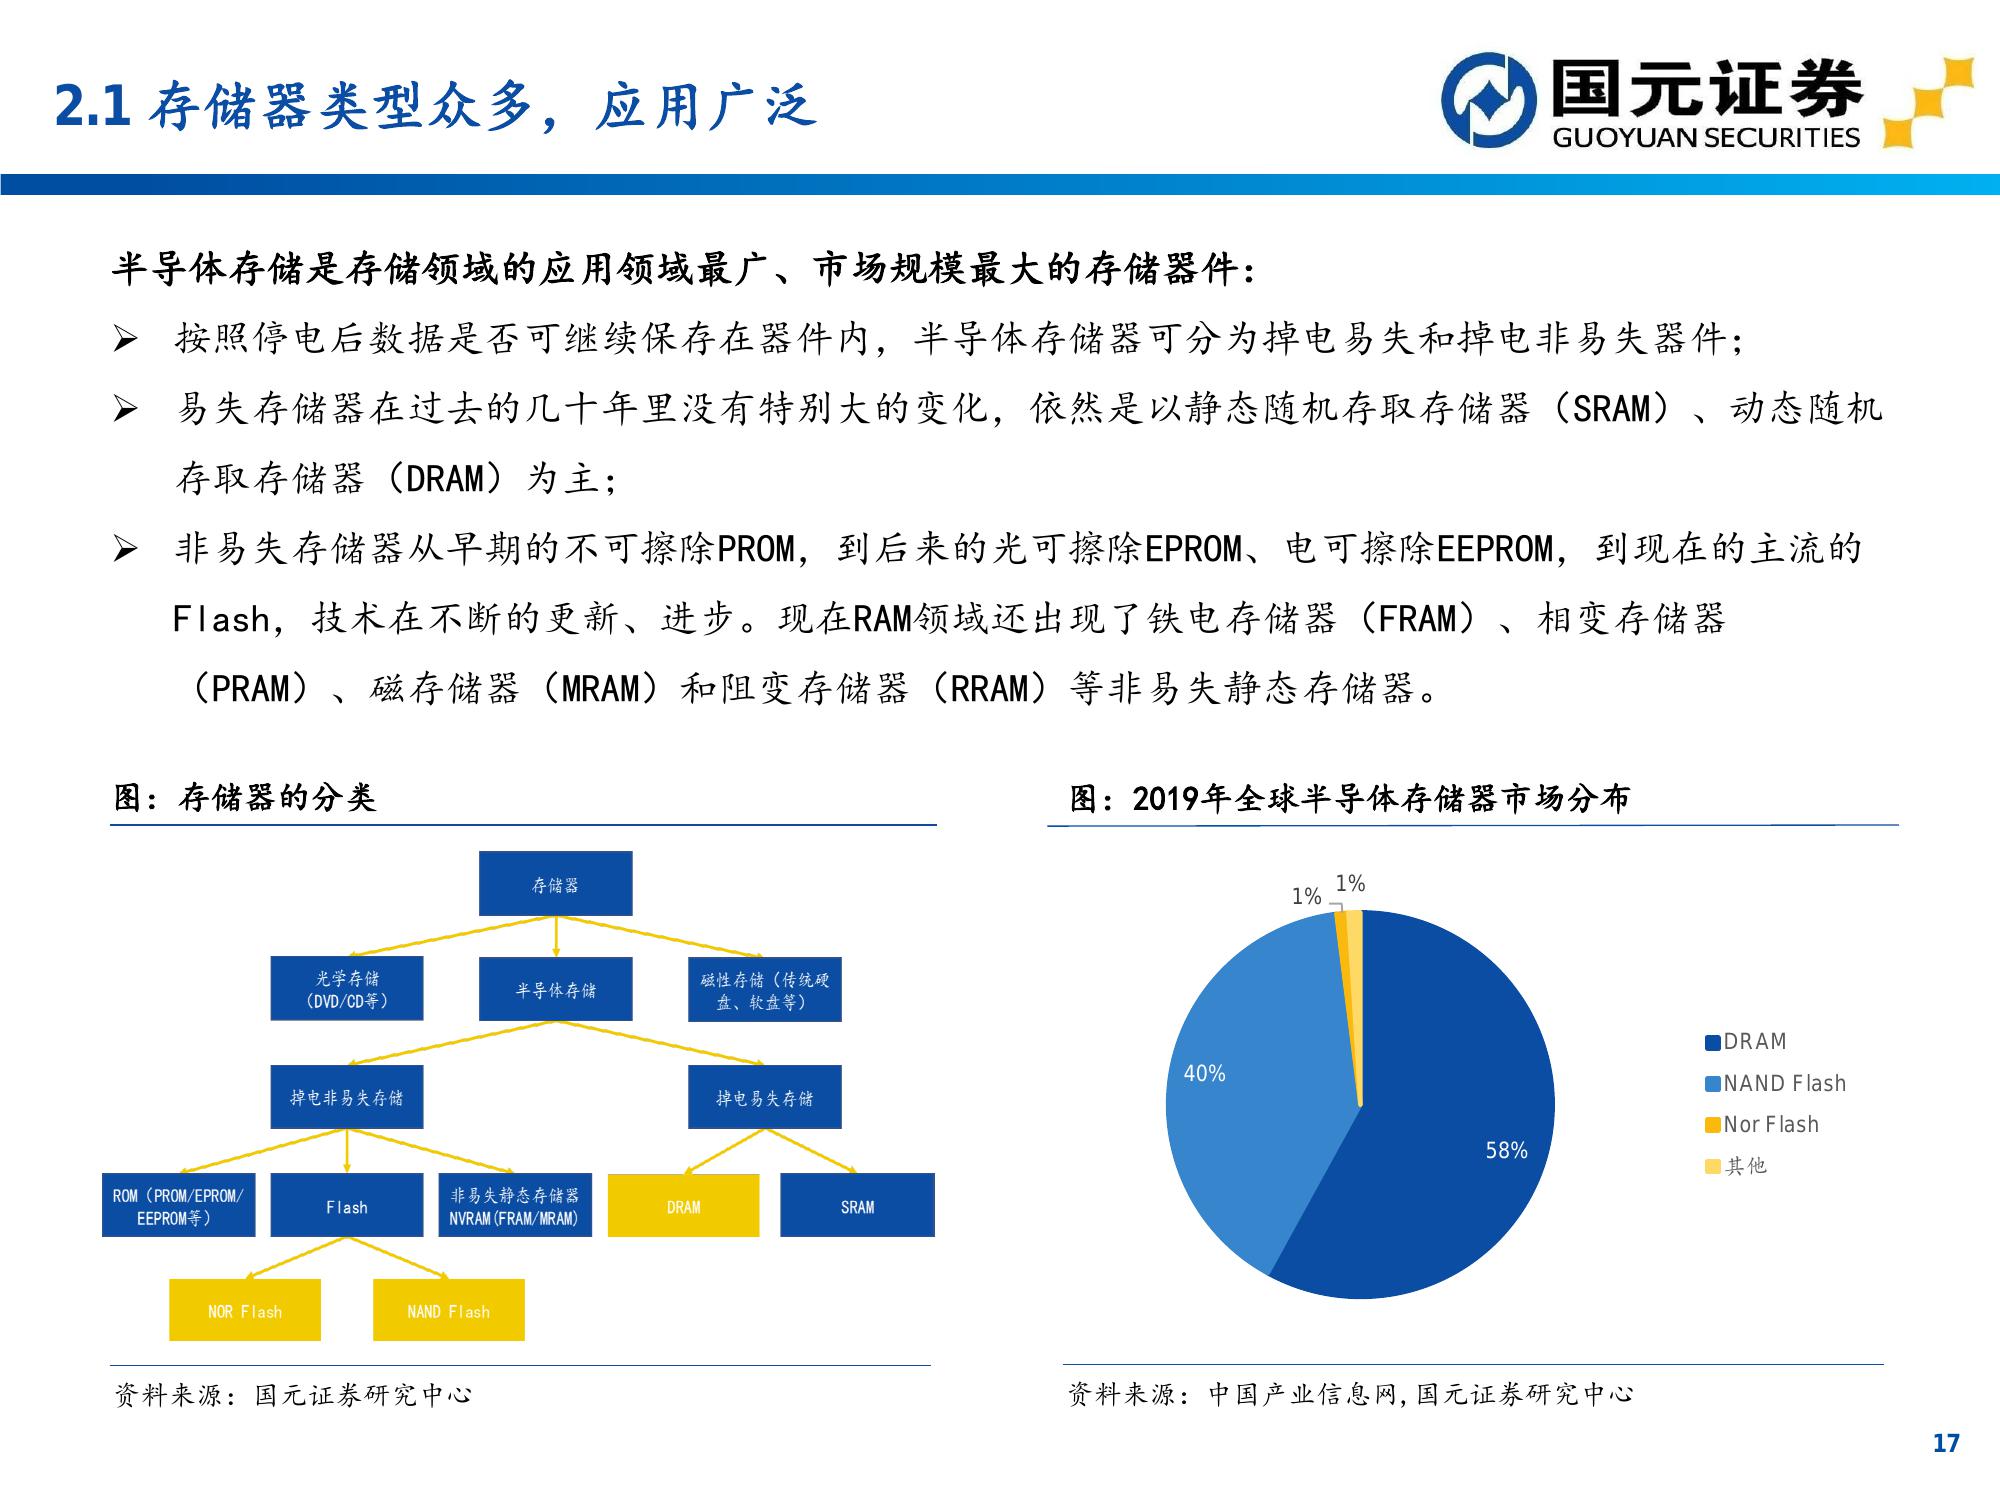 2.1 存储器类型众多，应用广泛
国元证券
GUOYUAN SECURITIES
半导体存储是存储领域的应用领域最广、市场规模最大的存储器件：
➢ 按照停电后数据是否可继续保存在器件内，半导体存储器可分为掉电易失和掉电非易失器件；
➢ 易失存储器在过去的几十年里没有特别大的变化，依然是以静态随机存取存储器（SRAM）、动态随机
存取存储器（DRAM）为主；
➢ 非易失存储器从早期的不可擦除PROM，到后来的光可擦除EPROM、电可擦除EEPROM，到现在的主流的
Flash，技术在不断的更新、进步。现在RAM领域还出现了铁电存储器（FRAM）、相变存储器
（PRAM）、磁存储器（MRAM）和阻变存储器（RRAM）等非易失静态存储器。
图：存储器的分类
存储器
光学存储
（DVD/CD等）
半导体存储
磁性存储（传统硬
盘、软盘等）
掉电非易失存储
掉电易失存储
ROM（PROM/EPROM/
EEPROM等）
Flash
非易失静态存储器
NVRAM(FRAM/MRAM)
DRAM
SRAM
NOR Flash
NAND Flash
资料来源：国元证券研究中心
图：2019年全球半导体存储器市场分布
1%
1%
40%
58%
DRAM
NAND Flash
Nor Flash
其他
资料来源：中国产业信息网,国元证券研究中心
17